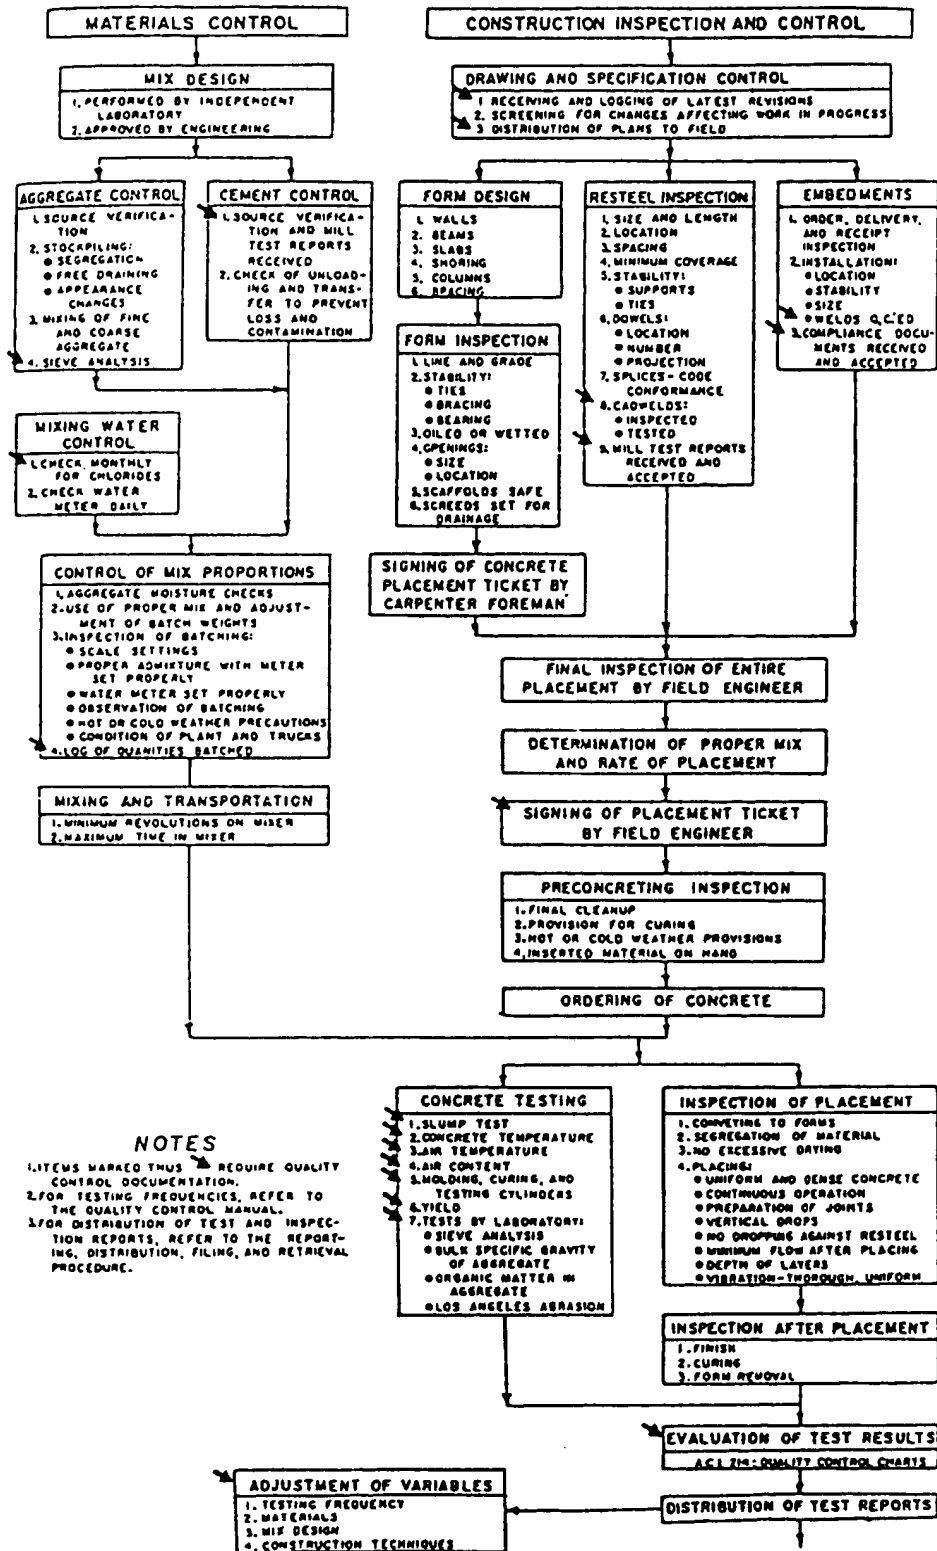 MATERIALS CONTROL
MIX DESIGN
1. PERFORMED BY INDEPENDENT
LABORATORY
2. APPROVED BY ENGINEERING
AGGREGATE CONTROL
1. SOURCE VERIFICA-
TION
2. STOCKPILING:
● SEGREGATION
● FREE DRAINING
● APPEARANCE
CHANGES
3. MIXING OF FINE
AND COARSE
AGGREGATE
4. SIEVE ANALYSIS
CEMENT CONTROL
1. SOURCE VERIFICA-
TION AND MILL
TEST REPORTS
RECEIVED
2. CHECK OF UNLOAD-
ING AND TRANS-
FER TO PREVENT
LOSS AND
CONTAMINATION
MIXING WATER
CONTROL
1. CHECK MONTHLY
FOR CHLORIDES
2. CHECK WATER
METER DAILY
CONTROL OF MIX PROPORTIONS
1. AGGREGATE MOISTURE CHECKS
2. USE OF PROPER MIX AND ADJUST-
MENT OF BATCH WEIGHTS
3. INSPECTION OF BATCHING:
● SCALE SETTINGS
● PROPER ADMIXTURE WITH METER
SET PROPERLY
● WATER METER SET PROPERLY
● OBSERVATION OF BATCHING
● HOT OR COLD WEATHER PRECAUTIONS
● CONDITION OF PLANT AND TRUCKS
4. LOG OF QUANITIES BATCHED
MIXING AND TRANSPORTATION
1. MINIMUM REVOLUTIONS ON MIXER
2. MAXIMUM TIME IN MIXER
CONSTRUCTION INSPECTION AND CONTROL
DRAWING AND SPECIFICATION CONTROL
1 RECEIVING AND LOGGING OF LATEST REVISIONS
2. SCREENING FOR CHANGES AFFECTING WORK IN PROGRESS
3 DISTRIBUTION OF PLANS TO FIELD
FORM DESIGN
1. WALLS
2. BEAMS
3. SLABS
4. SHORING
5. COLUMNS
6. BRACING
FORM INSPECTION
1. LINE AND GRADE
2. STABILITY:
● TIES
● BRACING
● BEARING
3. OILED OR WETTED
4. OPENINGS:
● SIZE
● LOCATION
5. SCAFFOLDS SAFE
6. SCREEDS SET FOR
DRAINAGE
SIGNING OF CONCRETE
PLACEMENT TICKET BY
CARPENTER FOREMAN
RESTEEL INSPECTION
1. SIZE AND LENGTH
2. LOCATION
3. SPACING
4. MINIMUM COVERAGE
5. STABILITY:
● SUPPORTS
● TIES
6. DOWELS:
● LOCATION
● NUMBER
● PROJECTION
7. SPLICES-CODE
CONFORMANCE
8. CADWELDS:
● INSPECTED
● TESTED
9. MILL TEST REPORTS
RECEIVED AND
ACCEPTED
EMBEDMENTS
1. ORDER, DELIVERY,
AND RECEIPT
INSPECTION
2. INSTALLATION:
● LOCATION
● STABILITY
● SIZE
● WELDS Q.C.'ED
3. COMPLIANCE DOCU-
MENTS RECEIVED
AND ACCEPTED
FINAL INSPECTION OF ENTIRE
PLACEMENT BY FIELD ENGINEER
DETERMINATION OF PROPER MIX
AND RATE OF PLACEMENT
SIGNING OF PLACEMENT TICKET
BY FIELD ENGINEER
PRECONCRETING INSPECTION
1. FINAL CLEANUP
2. PROVISION FOR CURING
3. HOT OR COLD WEATHER PROVISIONS
4. INSERTED MATERIAL ON HAND
ORDERING OF CONCRETE
NOTES
1. ITEMS MARKED THUS REQUIRE QUALITY
CONTROL DOCUMENTATION.
2. FOR TESTING FREQUENCIES, REFER TO
THE QUALITY CONTROL MANUAL.
3. FOR DISTRIBUTION OF TEST AND INSPEC-
TION REPORTS, REFER TO THE REPORT-
ING, DISTRIBUTION, FILING, AND RETRIEVAL
PROCEDURE.
CONCRETE TESTING
1. SLUMP TEST
2. CONCRETE TEMPERATURE
3. AIR TEMPERATURE
4. AIR CONTENT
5. MOLDING, CURING, AND
TESTING CYLINDERS
6. YIELD
7. TESTS BY LABORATORY:
● SIEVE ANALYSIS
● BULK SPECIFIC GRAVITY
OF AGGREGATE
● ORGANIC MATTER IN
AGGREGATE
● LOS ANGELES ABRASION
INSPECTION OF PLACEMENT
1. CONVEYING TO FORMS
2. SEGREGATION OF MATERIAL
3. NO EXCESSIVE DRYING
4. PLACING:
● UNIFORM AND DENSE CONCRETE
● CONTINUOUS OPERATION
● PREPARATION OF JOINTS
● VERTICAL DROPS
● NO DROPPING AGAINST RESTEEL
● MINIMUM FLOW AFTER PLACING
● DEPTH OF LAYERS
● VIBRATION-THOROUGH, UNIFORM
INSPECTION AFTER PLACEMENT
1. FINISH
2. CURING
3. FORM REMOVAL
EVALUATION OF TEST RESULTS
A C I 214: QUALITY CONTROL CHARTS
DISTRIBUTION OF TEST REPORTS
ADJUSTMENT OF VARIABLES
1. TESTING FREQUENCY
2. MATERIALS
3. MIX DESIGN
4. CONSTRUCTION TECHNIQUES